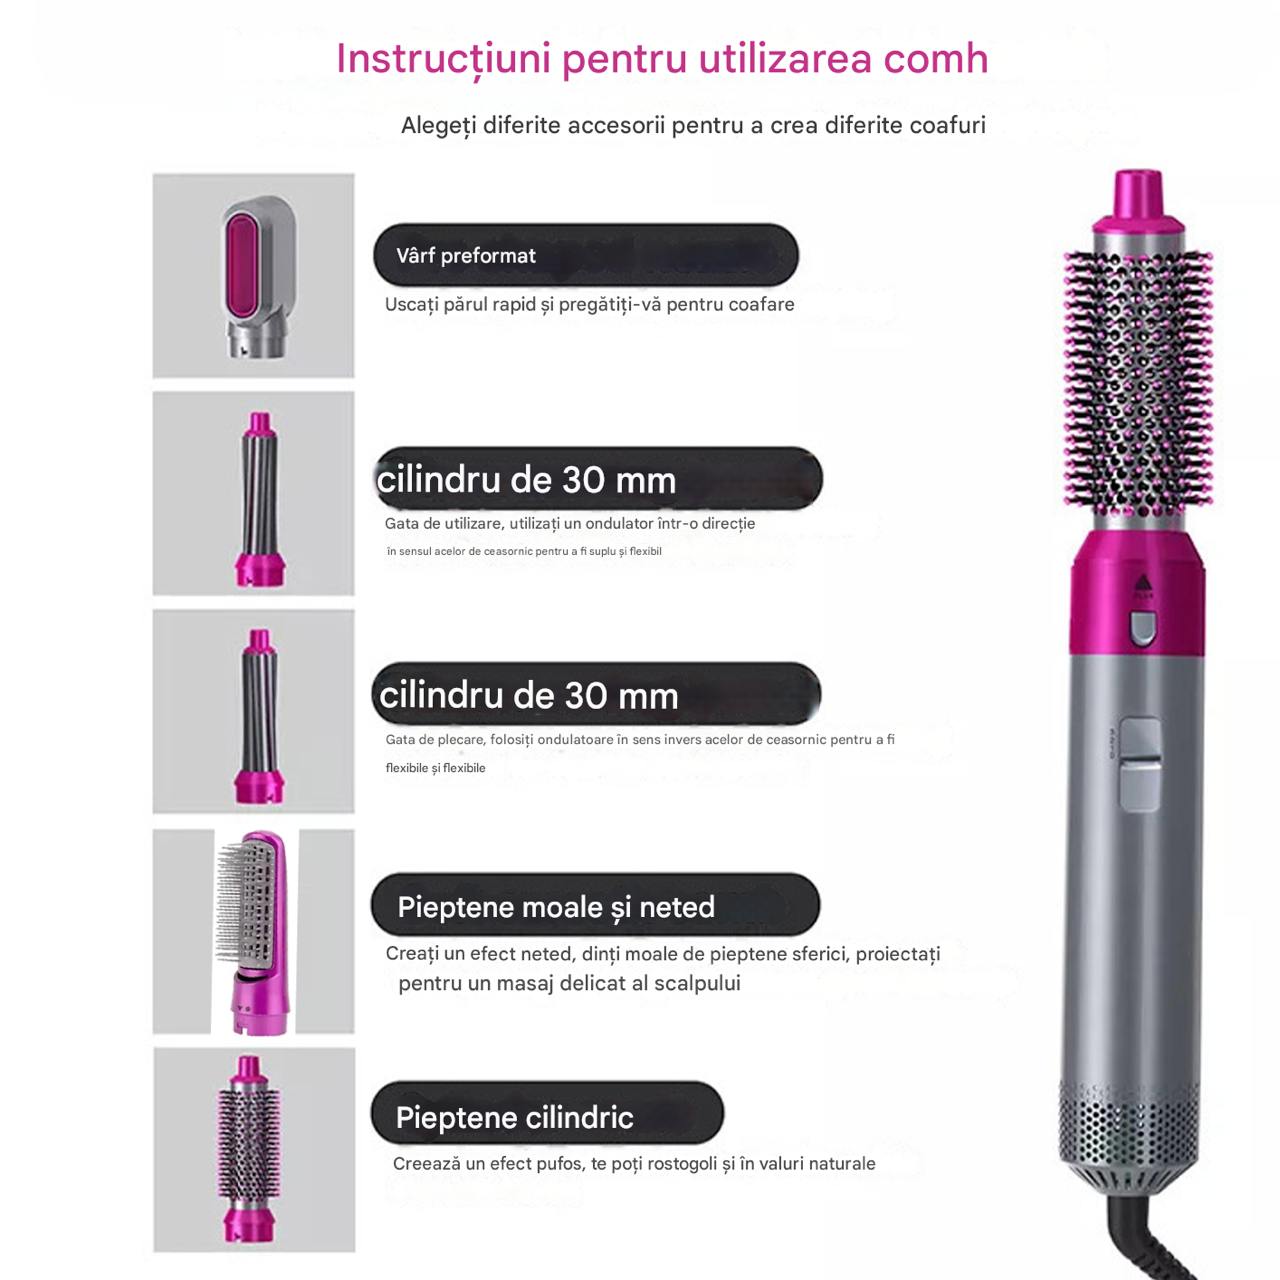 Instrucțiuni pentru utilizarea comh
Alegeți diferite accesorii pentru a crea diferite coafuri
Vârf preformat
Uscați părul rapid și pregătiți-vă pentru coafare
cilindru de 30 mm
Gata de utilizare, utilizați un ondulator într-o direcție
în sensul acelor de ceasornic pentru a fi suplu și flexibil
cilindru de 30 mm
Gata de plecare, folosiți ondulatoare în sens invers acelor de ceasornic pentru a fi
flexibile și flexibile
Pieptene moale și neted
Creați un efect neted, dinți moale de pieptene sferici, proiectați
pentru un masaj delicat al scalpului
Pieptene cilindric
Creează un efect pufos, te poți rostogoli și în valuri naturale